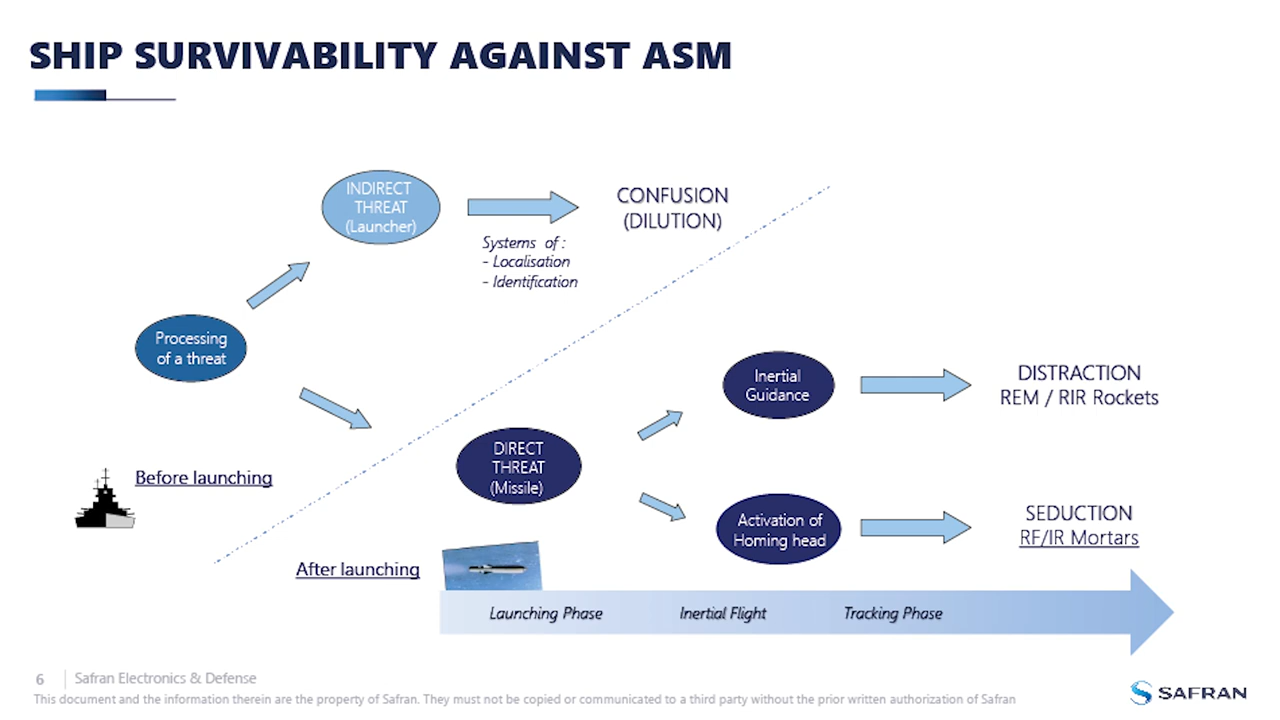 SHIP SURVIVABILITY AGAINST ASM
INDIRECT
THREAT
(Launcher)
CONFUSION
(DILUTION)
Systems of :
- Localisation
- Identification
Processing
of a threat
Inertial
Guidance
DISTRACTION
REM / RIR Rockets
DIRECT
THREAT
(Missile)
Before launching
Activation of
Homing head
SEDUCTION
RF/IR Mortars
After launching
Launching Phase
Inertial Flight
Tracking Phase
6
Safran Electronics & Defense
This document and the information therein are the property of Safran. They must not be copied or communicated to a third party without the prior written authorization of Safran
SAFRAN